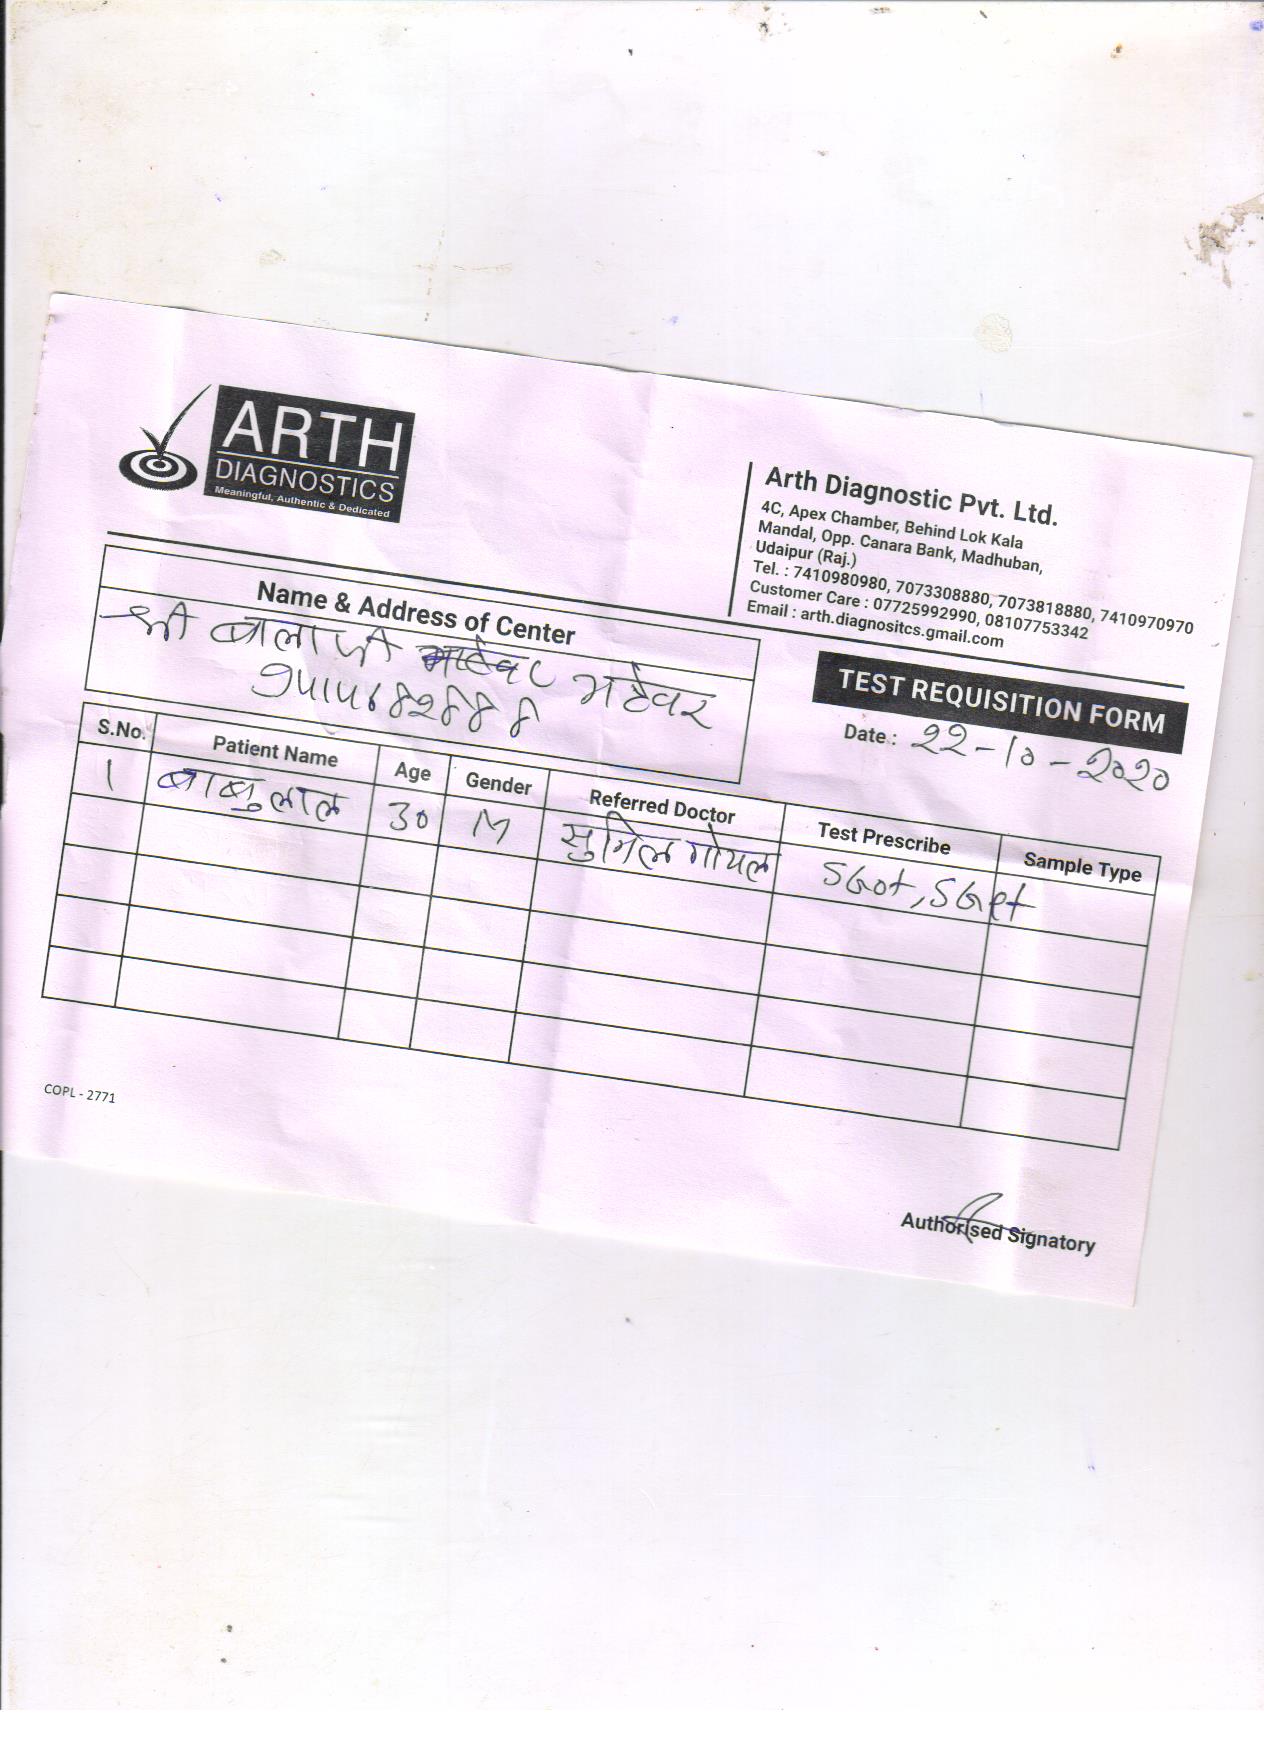 ARTH
DIAGNOSTICS
Meaningful, Authentic & Dedicated
Arth Diagnostic Pvt. Ltd.
4C, Apex Chamber, Behind Lok Kala
Mandal, Opp. Canara Bank, Madhuban,
Udaipur (Raj.)
Tel. : 7410980980, 7073308880, 7073818880, 7410970970
Customer Care : 07725992990, 08107753342
Email : arth.diagnositcs.gmail.com
Name & Address of Center
श्री बालाजी भटेवर
TEST REQUISITION FORM
Date : 22-10-2020
S.No. Patient Name Age Gender Referred Doctor Test Prescribe Sample Type
1 बाबुलाल 30 M सुनिल गोयल SGot, SGpt
COPL - 2771
Authorised Signatory